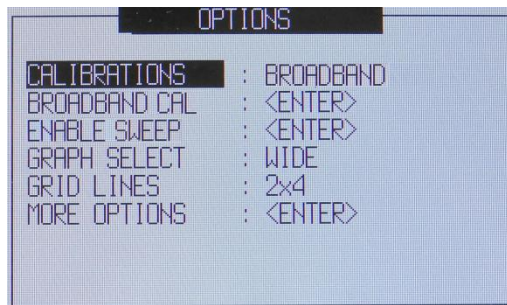 OPTIONS
CALIBRATIONS : BROADBAND
BROADBAND CAL : <ENTER>
ENABLE SWEEP : <ENTER>
GRAPH SELECT : WIDE
GRID LINES : 2x4
MORE OPTIONS : <ENTER>